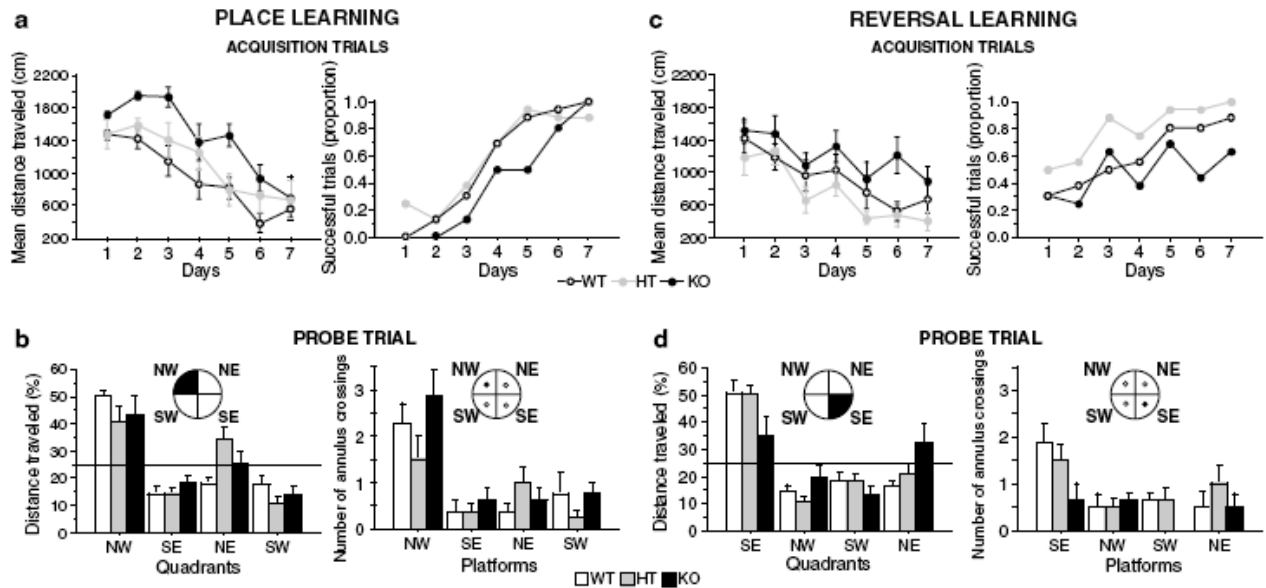 a PLACE LEARNING
ACQUISITION TRIALS
Mean distance traveled (cm)
2200
1800
1400
1000
600
200
1 2 3 4 5 6 7
Days
Successful trials (proportion)
1.0
0.8
0.6
0.4
0.2
0.0
1 2 3 4 5 6 7
Days
c REVERSAL LEARNING
ACQUISITION TRIALS
Mean distance traveled (cm)
2200
1800
1400
1000
600
200
1 2 3 4 5 6 7
Days
Successful trials (proportion)
1.0
0.8
0.6
0.4
0.2
0.0
1 2 3 4 5 6 7
Days
WT HT KO
b PROBE TRIAL
Distance traveled (%)
60
50
40
30
20
10
0
NW NE
SW SE
NW SE NE SW
Quadrants
Number of annulus crossings
3
2
1
0
NW NE
SW SE
NW SE NE SW
Platforms
d PROBE TRIAL
Distance traveled (%)
60
50
40
30
20
10
0
NW NE
SW SE
SE NW SW NE
Quadrants
Number of annulus crossings
3
2
1
0
NW NE
SW SE
SE NW SW NE
Platforms
WT HT KO